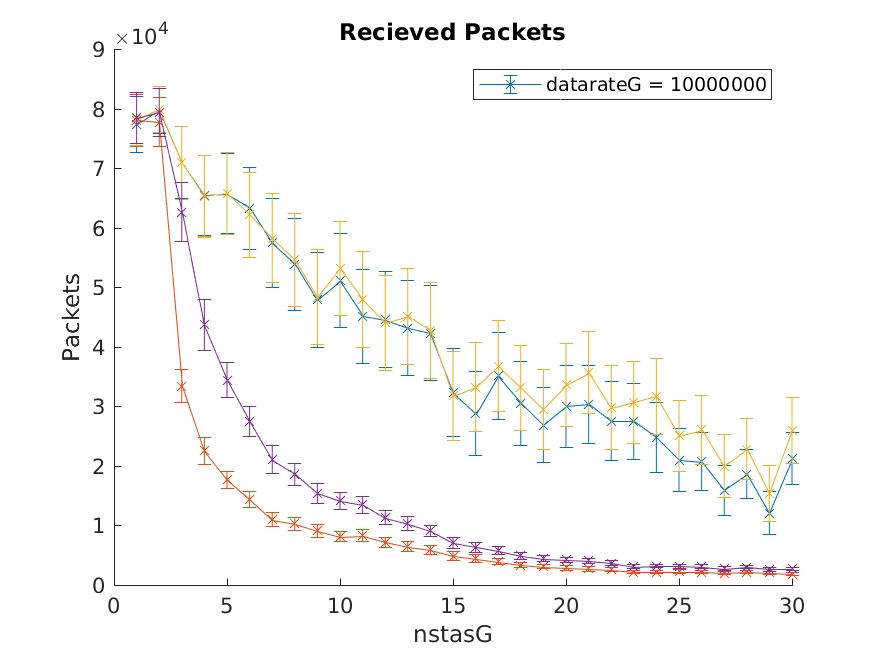 Recieved Packets
×10^4
datarateG = 10000000
9
8
7
6
5
4
3
2
1
0
Packets
0 5 10 15 20 25 30
nstasG